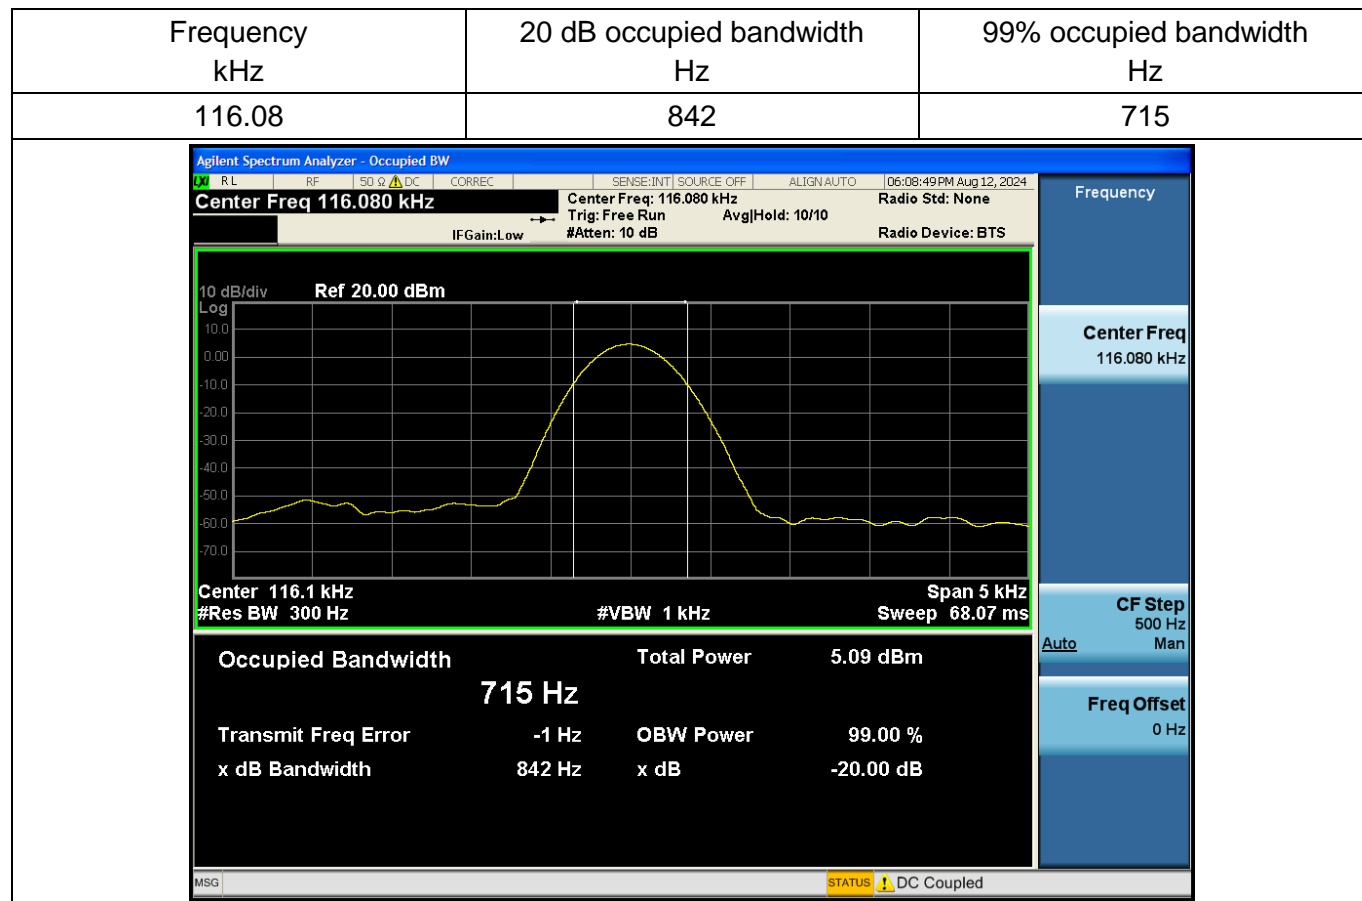 Frequency kHz 20 dB occupied bandwidth Hz 99% occupied bandwidth Hz
116.08 842 715
Agilent Spectrum Analyzer - Occupied BW
LXI RL RF 50 Ω DC CORREC SENSE:INT SOURCE OFF ALIGN AUTO 06:08:49 PM Aug 12, 2024
Center Freq 116.080 kHz
Center Freq: 116.080 kHz
Radio Std: None
Trig: Free Run Avg|Hold: 10/10
IFGain:Low
#Atten: 10 dB
Radio Device: BTS
Frequency
10 dB/div Ref 20.00 dBm
Log
10.0
0.00
-10.0
-20.0
-30.0
-40.0
-50.0
-60.0
-70.0
Center 116.1 kHz Span 5 kHz
#Res BW 300 Hz #VBW 1 kHz Sweep 68.07 ms
Occupied Bandwidth Total Power 5.09 dBm
715 Hz
Transmit Freq Error -1 Hz OBW Power 99.00 %
x dB Bandwidth 842 Hz x dB -20.00 dB
Center Freq
116.080 kHz
CF Step
500 Hz
Auto Man
Freq Offset
0 Hz
MSG STATUS DC Coupled